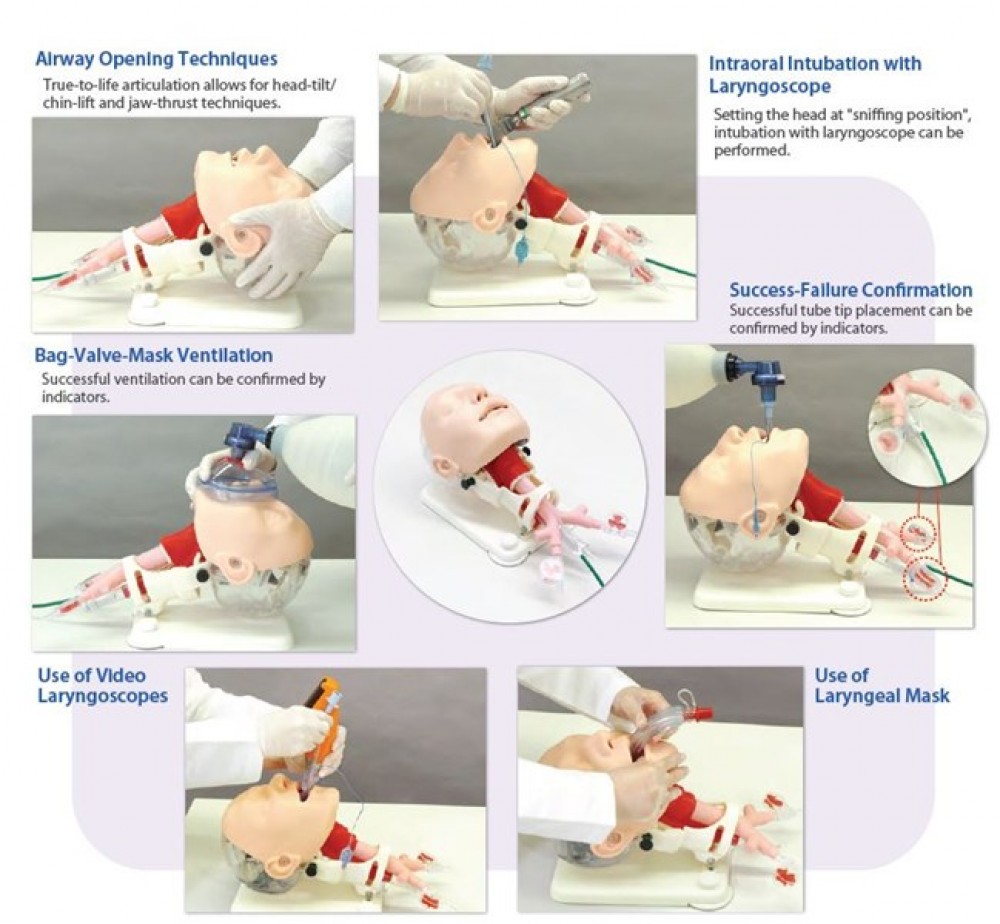 Airway Opening Techniques
True-to-life articulation allows for head-tilt/
chin-lift and jaw-thrust techniques.
Intraoral Intubation with
Laryngoscope
Setting the head at "sniffing position",
intubation with laryngoscope can be
performed.
Success-Failure Confirmation
Successful tube tip placement can be
confirmed by indicators.
Bag-Valve-Mask Ventilation
Successful ventilation can be confirmed by
indicators.
Use of Video
Laryngoscopes
Use of
Laryngeal Mask